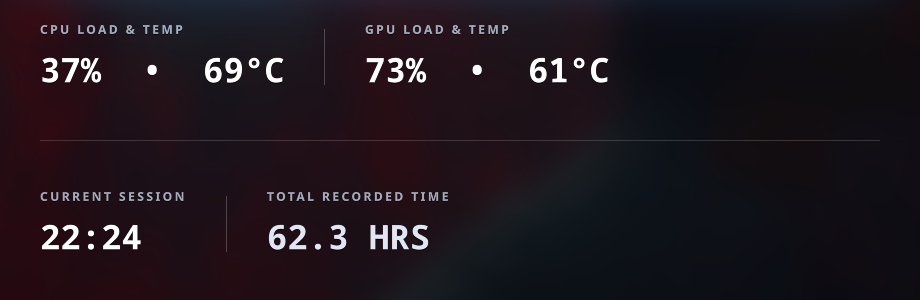 CPU LOAD & TEMP
37% • 69°C
GPU LOAD & TEMP
73% • 61°C
CURRENT SESSION
22:24
TOTAL RECORDED TIME
62.3 HRS